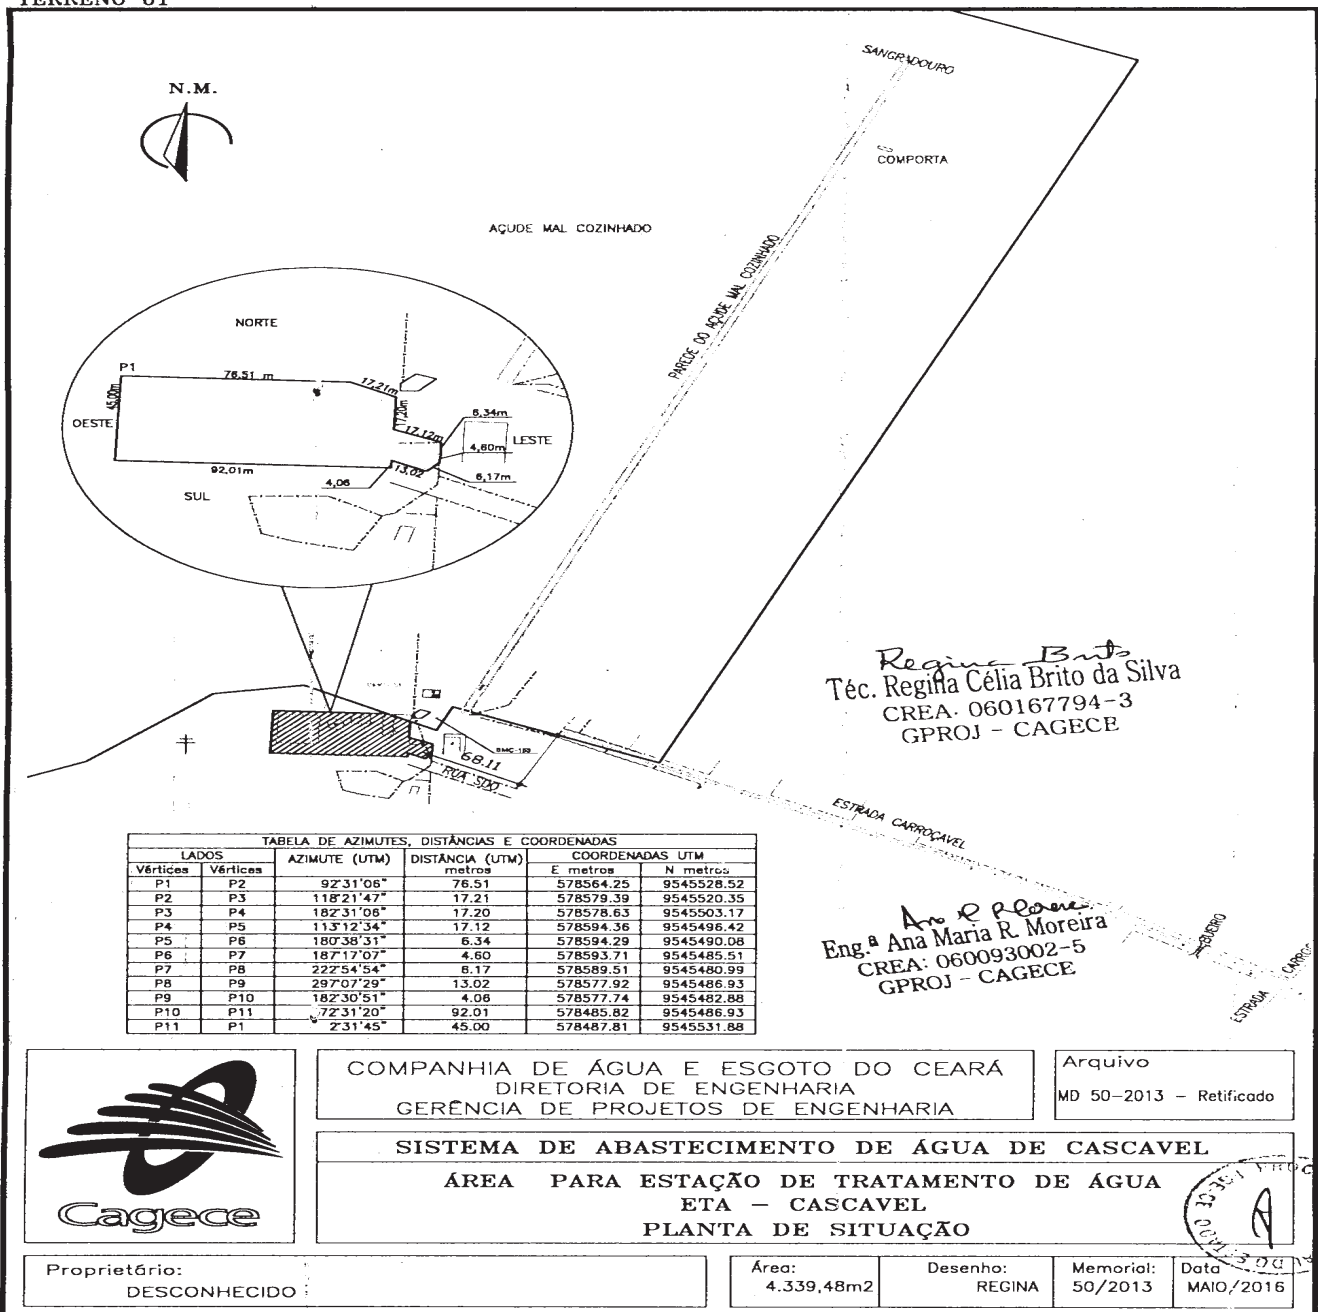 TERRENO 01
N.M.
SANGRADOURO
COMPORTA
AÇUDE MAL COZINHADO
PAREDE DO AÇUDE MAL COZINHADO
NORTE
P1
76,51 m
17,21m
45,00m
17,20m
6,34m
OESTE
17,12m
LESTE
4,60m
92,01m
13,02
4,06
6,17m
SUL
Regina Brito
Téc. Regina Célia Brito da Silva
CREA. 060167794-3
GPROJ - CAGECE
68.11
RUA SDO
ESTRADA CARROÇAVEL
BUEIRO
ESTRADA
Eng.ª Ana Maria R. Moreira
CREA: 060093002-5
GPROJ - CAGECE
TABELA DE AZIMUTES, DISTÂNCIAS E COORDENADAS
LADOS AZIMUTE (UTM) DISTÂNCIA (UTM) COORDENADAS UTM
Vértices Vértices metros E metros N metros
P1 P2 92°31'06" 76.51 578564.25 9545528.52
P2 P3 118°21'47" 17.21 578579.39 9545520.35
P3 P4 182°31'06" 17.20 578578.63 9545503.17
P4 P5 113°12'34" 17.12 578594.36 9545496.42
P5 P6 180°38'31" 6.34 578594.29 9545490.08
P6 P7 187°17'07" 4.60 578593.71 9545485.51
P7 P8 222°54'54" 6.17 578589.51 9545480.99
P8 P9 297°07'29" 13.02 578577.92 9545486.93
P9 P10 182°30'51" 4.06 578577.74 9545482.88
P10 P11 72°31'20" 92.01 578485.82 9545486.93
P11 P1 2°31'45" 45.00 578487.81 9545531.88
COMPANHIA DE ÁGUA E ESGOTO DO CEARÁ
DIRETORIA DE ENGENHARIA
GERÊNCIA DE PROJETOS DE ENGENHARIA
Arquivo
MD 50-2013 - Retificado
Cagece
SISTEMA DE ABASTECIMENTO DE ÁGUA DE CASCAVEL
ÁREA PARA ESTAÇÃO DE TRATAMENTO DE ÁGUA
ETA - CASCAVEL
PLANTA DE SITUAÇÃO
Proprietário:
DESCONHECIDO
Área:
4.339,48m2
Desenho:
REGINA
Memorial:
50/2013
Data
MAIO/2016